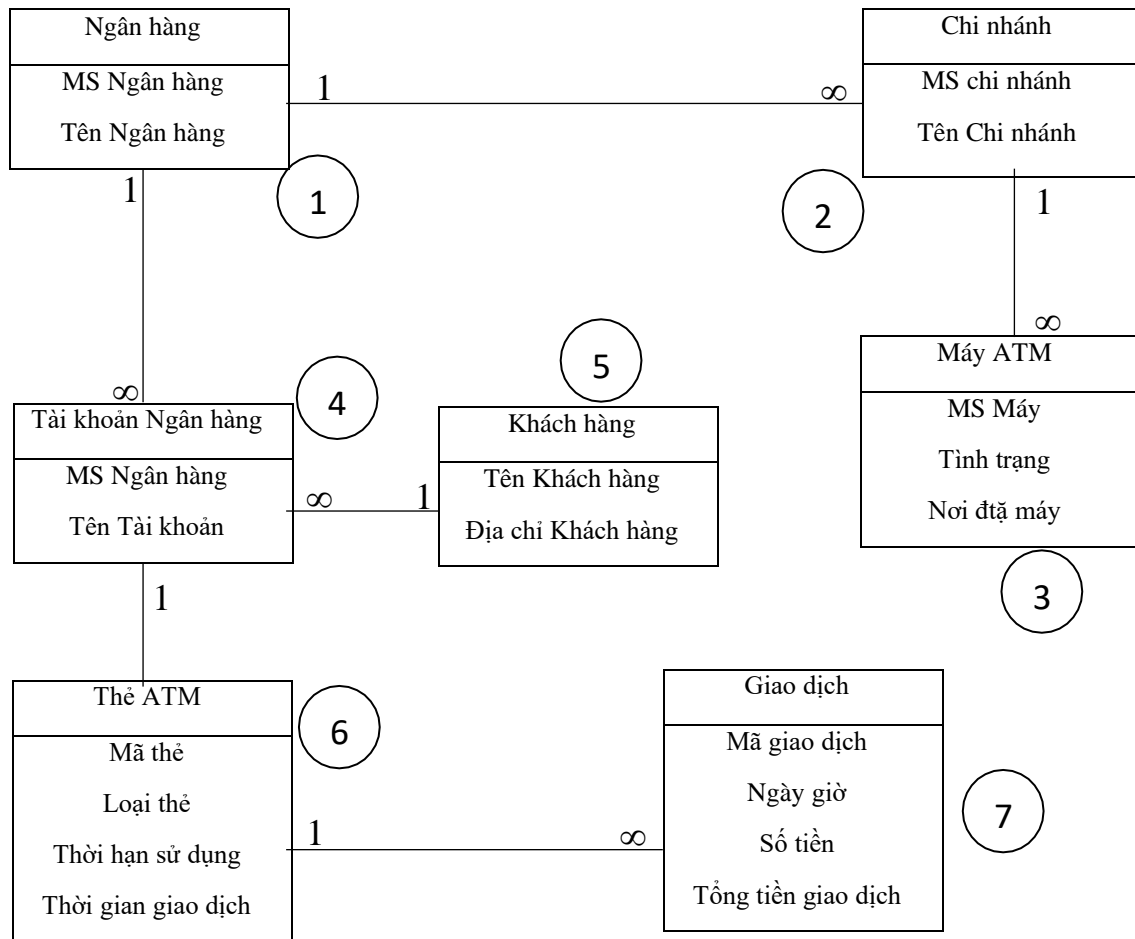 Ngân hàng
MS Ngân hàng
Tên Ngân hàng
1
∞
Chi nhánh
MS chi nhánh
Tên Chi nhánh
1
1
2
1
∞
∞
Tài khoản Ngân hàng
MS Ngân hàng
Tên Tài khoản
4
∞
1
5
Khách hàng
Tên Khách hàng
Địa chỉ Khách hàng
Máy ATM
MS Máy
Tình trạng
Nơi đtặ máy
3
1
Thẻ ATM
Mã thẻ
Loại thẻ
Thời hạn sử dụng
Thời gian giao dịch
6
1
∞
Giao dịch
Mã giao dịch
Ngày giờ
Số tiền
Tổng tiền giao dịch
7